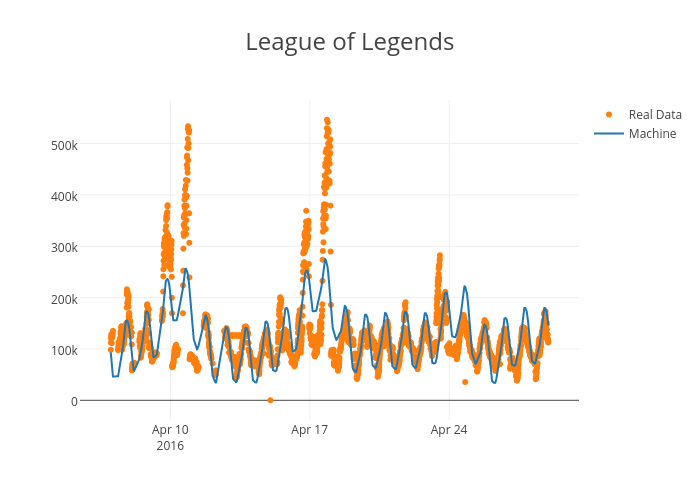 League of Legends
Real Data
Machine
500k
400k
300k
200k
100k
0
Apr 10
2016
Apr 17
Apr 24